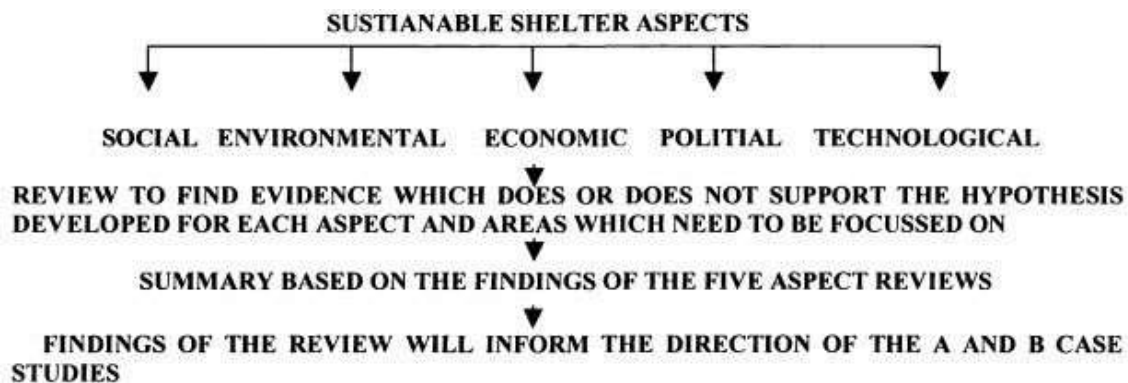 SUSTIANABLE SHELTER ASPECTS
SOCIAL ENVIRONMENTAL ECONOMIC POLITIAL TECHNOLOGICAL
REVIEW TO FIND EVIDENCE WHICH DOES OR DOES NOT SUPPORT THE HYPOTHESIS
DEVELOPED FOR EACH ASPECT AND AREAS WHICH NEED TO BE FOCUSSED ON
SUMMARY BASED ON THE FINDINGS OF THE FIVE ASPECT REVIEWS
FINDINGS OF THE REVIEW WILL INFORM THE DIRECTION OF THE A AND B CASE
STUDIES